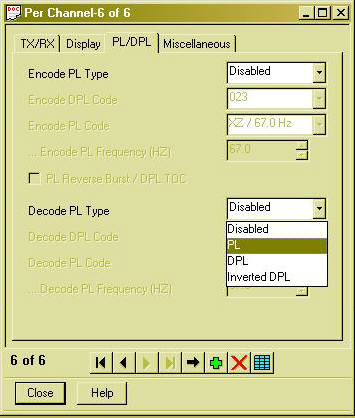 Per Channel-6 of 6
TX/RX Display PL/DPL Miscellaneous
Encode PL Type Disabled
Encode DPL Code 023
Encode PL Code XZ / 67.0 Hz
... Encode PL Frequency (HZ) 67.0
PL Reverse Burst / DPL TOC
Decode PL Type Disabled
Decode DPL Code Disabled
Decode PL Code PL
DPL
....Decode PL Frequency (HZ) Inverted DPL
6 of 6
Close Help